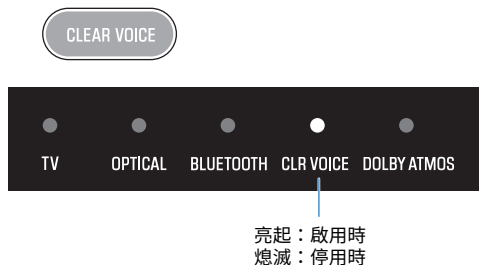 CLEAR VOICE
TV OPTICAL BLUETOOTH CLR VOICE DOLBY ATMOS
亮起：啟用時
熄滅：停用時